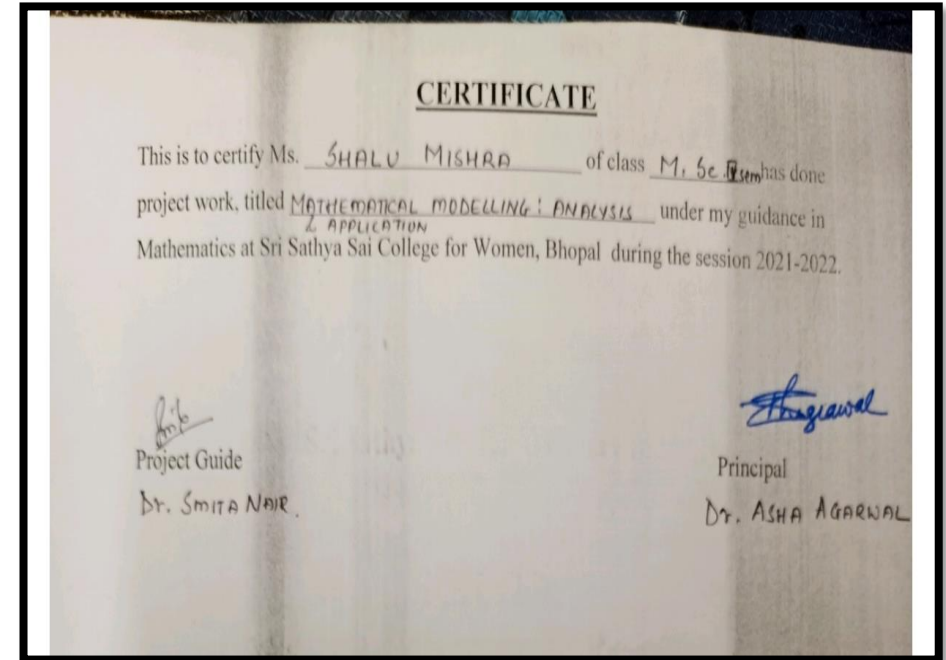 CERTIFICATE
This is to certify Ms. SHALU MISHRA of class M. Sc. sem has done
project work, titled MATHEMATICAL MODELLING: ANALYSIS under my guidance in
& APPLICATION
Mathematics at Sri Sathya Sai College for Women, Bhopal during the session 2021-2022.
Project Guide
Principal
Dr. SMITA NAIR.
Dr. ASHA AGARWAL